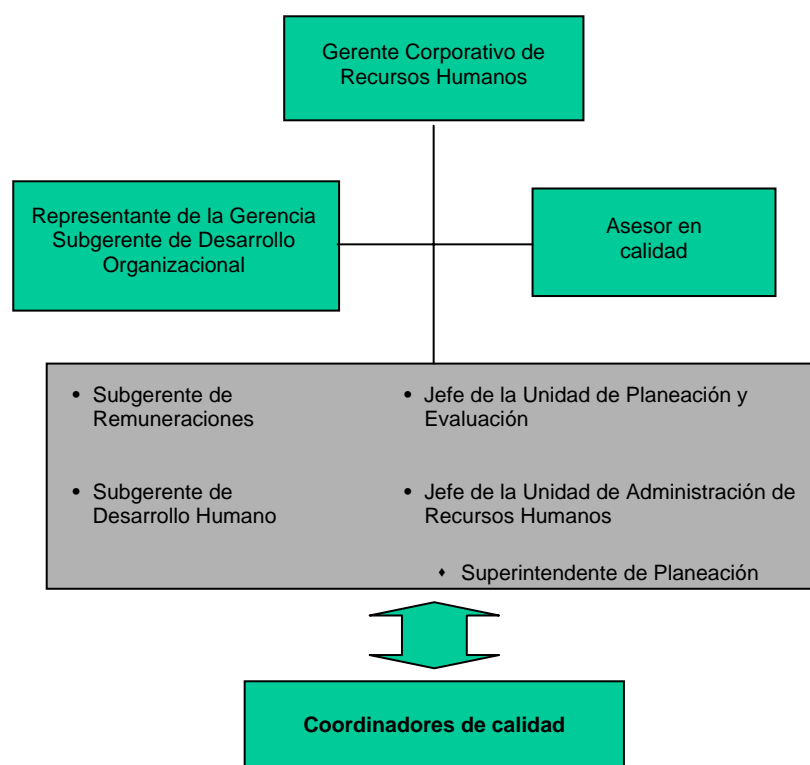 Gerente Corporativo de
Recursos Humanos
Representante de la Gerencia
Subgerente de Desarrollo
Organizacional
Asesor en
calidad
• Subgerente de
Remuneraciones
• Subgerente de
Desarrollo Humano
• Jefe de la Unidad de Planeación y
Evaluación
• Jefe de la Unidad de Administración de
Recursos Humanos
♦ Superintendente de Planeación
Coordinadores de calidad